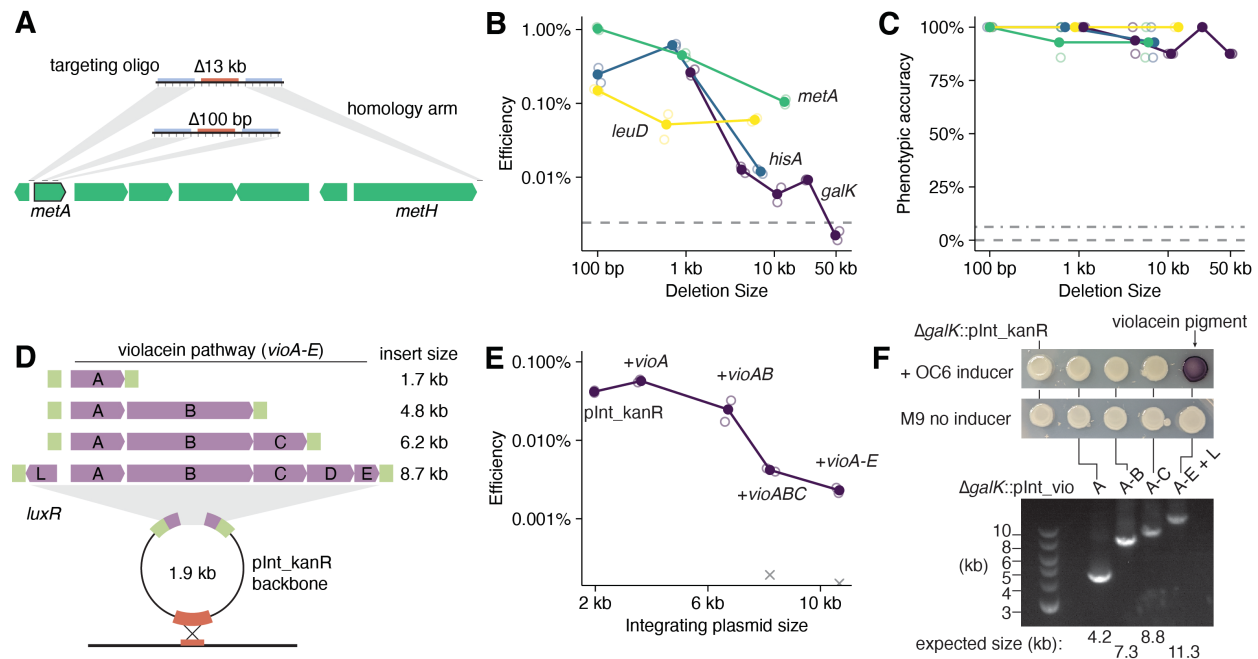 A
targeting oligo
Δ13 kb
homology arm
Δ100 bp
metA
metH
B
Efficiency
1.00%
0.10%
0.01%
metA
leuD
hisA
galK
100 bp
1 kb
10 kb
50 kb
Deletion Size
C
Phenotypic accuracy
100%
75%
50%
25%
0%
100 bp
1 kb
10 kb
50 kb
Deletion Size
D
violacein pathway (vioA-E)
insert size
A
1.7 kb
A B
4.8 kb
A B C
6.2 kb
L A B C D E
8.7 kb
luxR
1.9 kb
pInt_kanR
backbone
E
Efficiency
0.100%
0.010%
0.001%
+vioA
pInt_kanR
+vioAB
+vioABC
+vioA-E
2 kb
6 kb
10 kb
Integrating plasmid size
F
ΔgalK::pInt_kanR
violacein pigment
+ OC6 inducer
M9 no inducer
ΔgalK::pInt_vio
A
A-B
A-C
A-E + L
(kb)
10
8
6
5
4
3
expected size (kb):
4.2
7.3
8.8
11.3